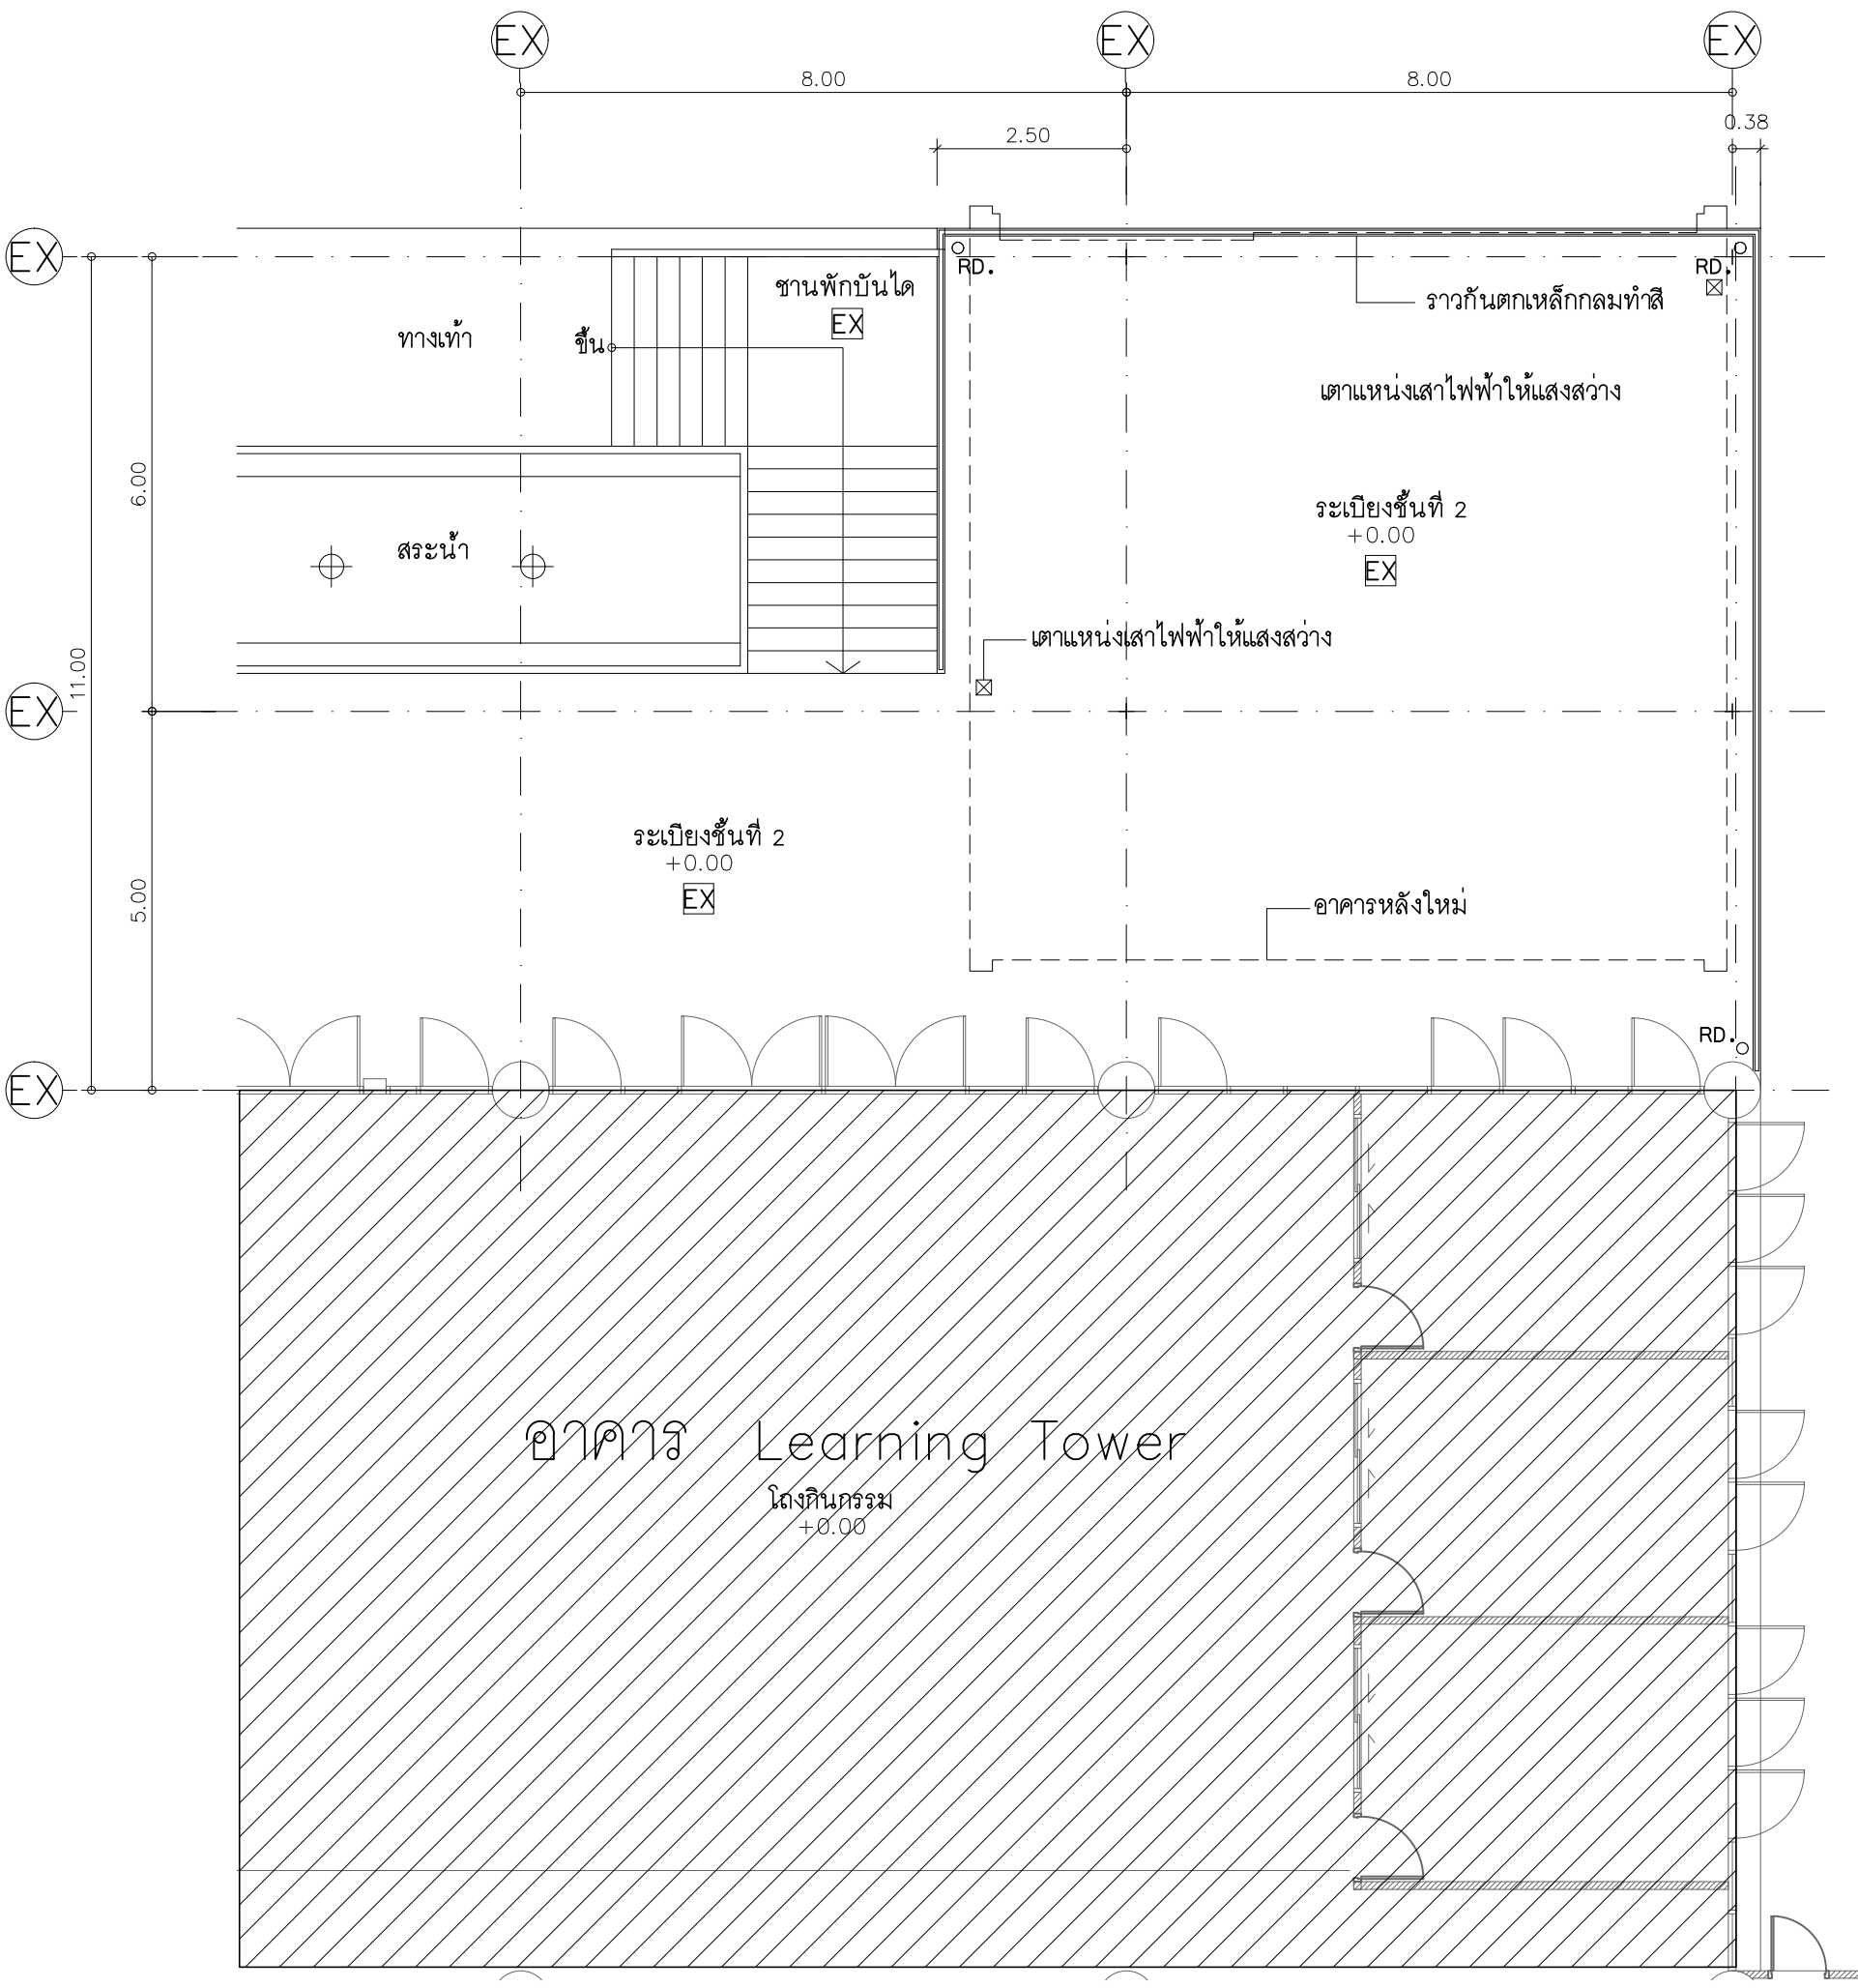 EX EX EX
8.00 8.00
0.38
2.50
EX
RD. RD.
ชานพักบันได
EX
ราวกันตกเหล็กกลมทำสี
ทางเท้า
ขึ้น
เตาแหน่งเสาไฟฟ้าให้แสงสว่าง
6.00
ระเบียงชั้นที่ 2
+0.00
EX
สระน้ำ
เตาแหน่งเสาไฟฟ้าให้แสงสว่าง
11.00
EX
ระเบียงชั้นที่ 2
+0.00
EX
5.00
อาคารหลังใหม่
RD.
EX
อาคาร Learning Tower
โถงกินกรรม
+0.00